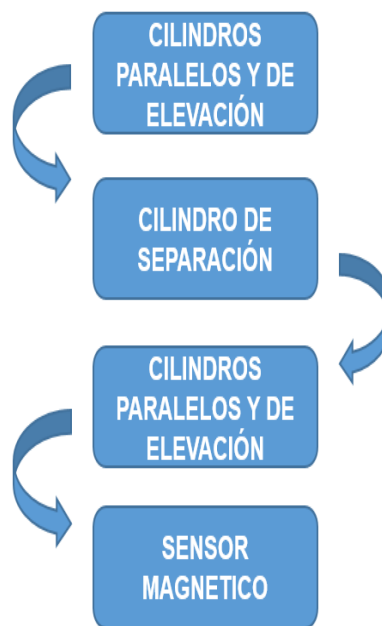 CILINDROS
PARALELOS Y DE
ELEVACIÓN
CILINDRO DE
SEPARACIÓN
CILINDROS
PARALELOS Y DE
ELEVACIÓN
SENSOR
MAGNETICO